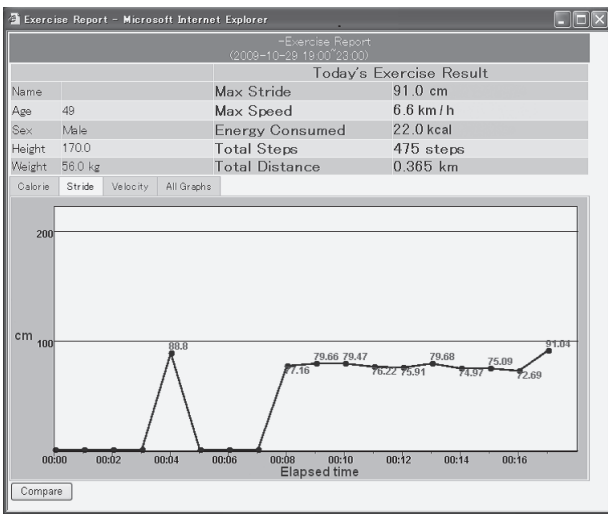 Exercise Report - Microsoft Internet Explorer
-Exercise Report
(2009-10-29 19:00~23:00)
Today's Exercise Result
Name Max Stride 91.0 cm
Age 49 Max Speed 6.6 km/h
Sex Male Energy Consumed 22.0 kcal
Height 170.0 Total Steps 475 steps
Weight 56.0 kg Total Distance 0.365 km
Calorie Stride Velocity All Graphs
200
cm 100
88.8
77.16 79.66 79.47 76.22 75.91 79.68 74.97 75.09 72.69 91.04
00:00 00:02 00:04 00:06 00:08 00:10 00:12 00:14 00:16
Elapsed time
Compare